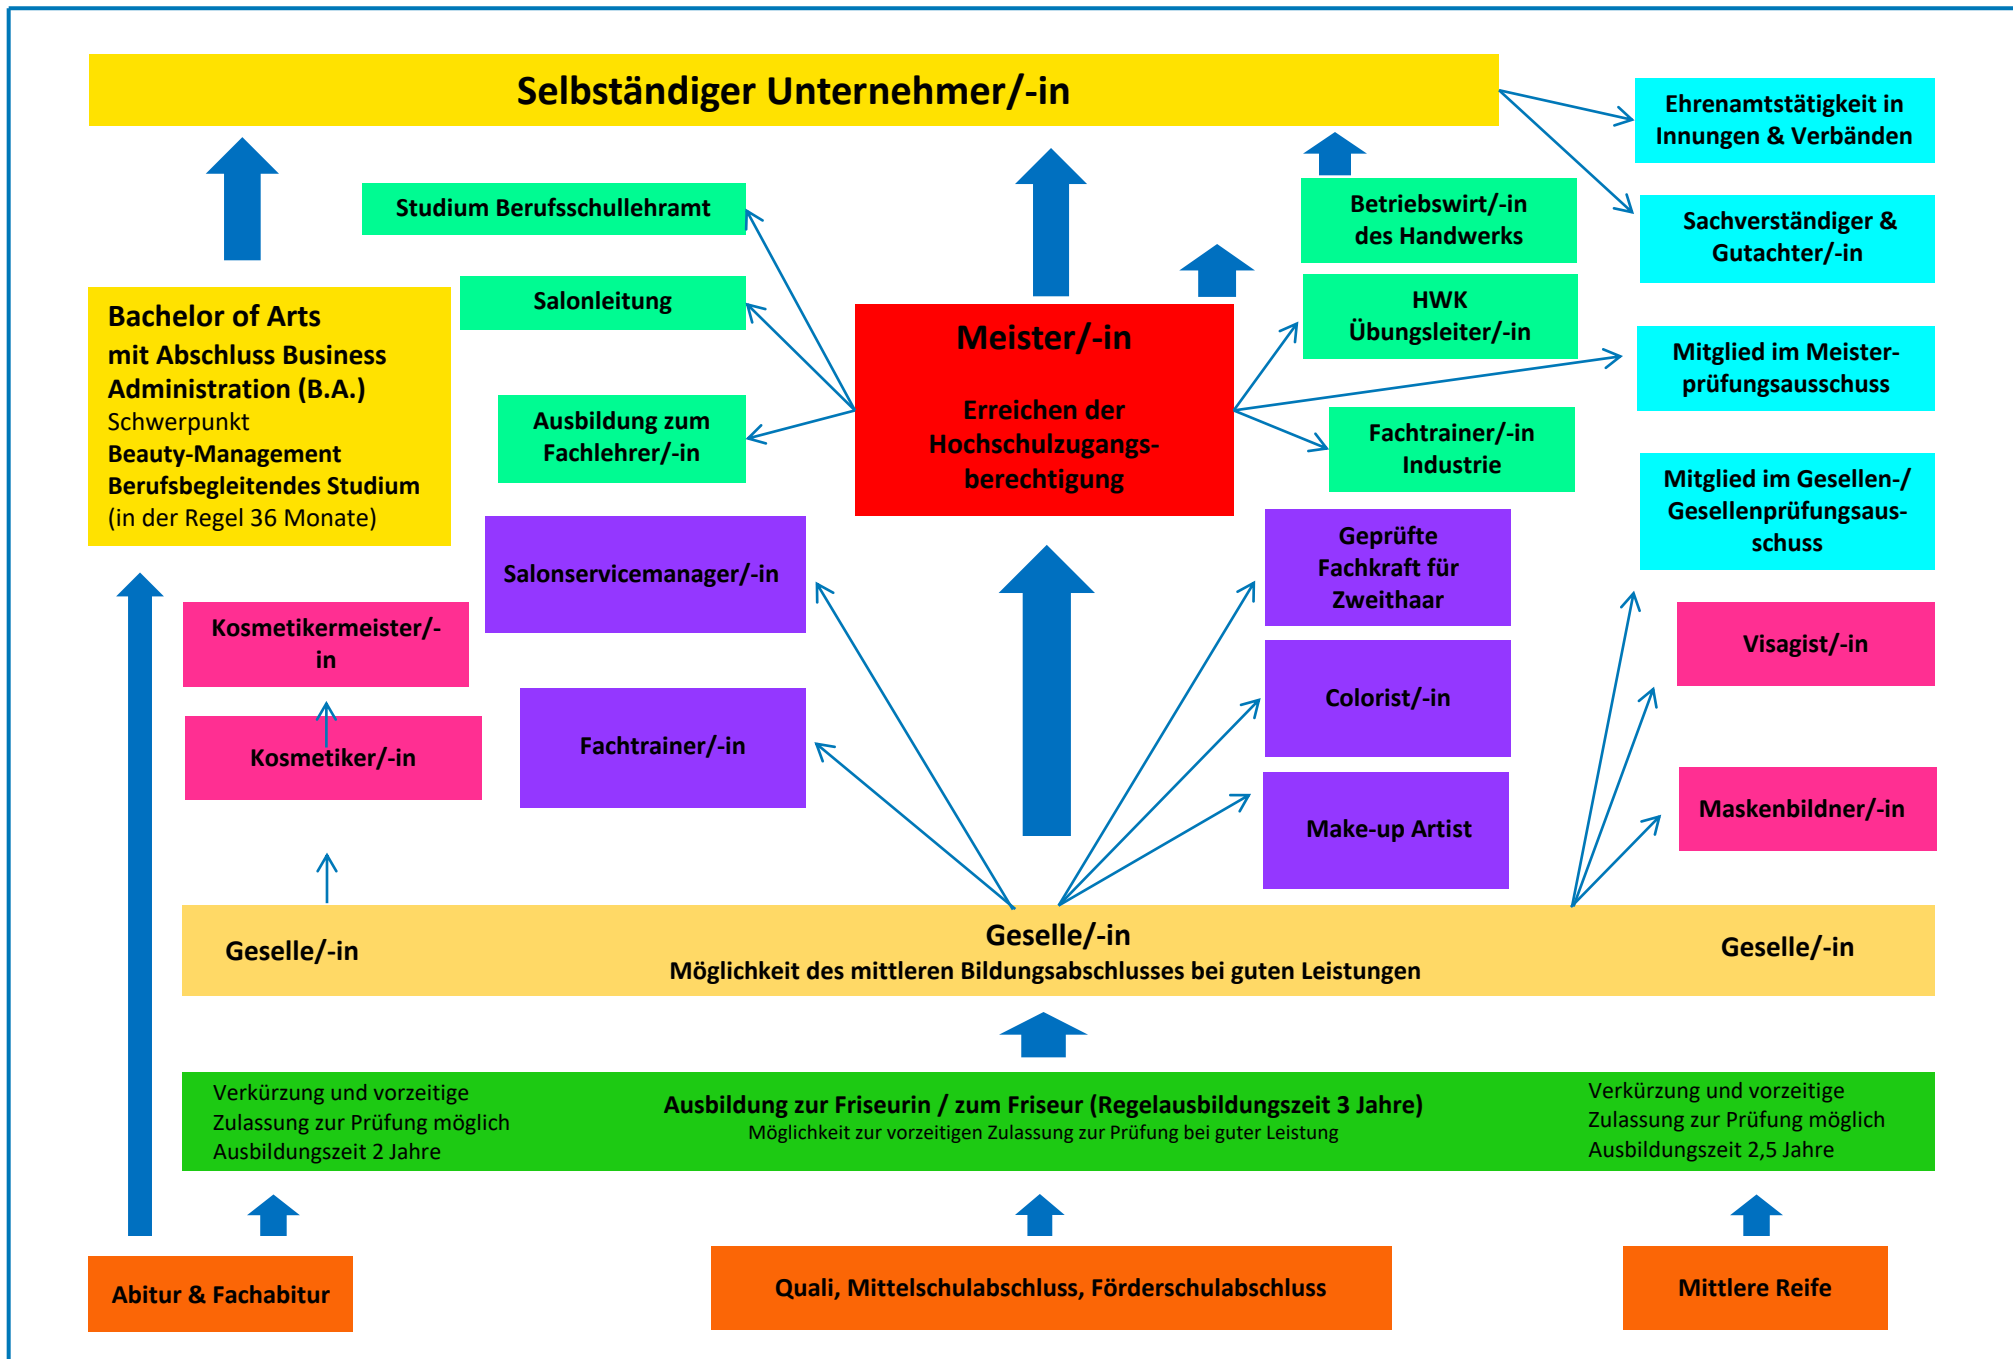 Selbständiger Unternehmer/-in
Ehrenamtstätigkeit in
Innungen & Verbänden
Studium Berufsschullehramt
Betriebswirt/-in
des Handwerks
Sachverständiger &
Gutachter/-in
Salonleitung
HWK
Übungsleiter/-in
Bachelor of Arts
mit Abschluss Business
Administration (B.A.)
Schwerpunkt
Beauty-Management
Berufsbegleitendes Studium
(in der Regel 36 Monate)
Meister/-in
Erreichen der
Hochschulzugangs-
berechtigung
Mitglied im Meister-
prüfungsausschuss
Ausbildung zum
Fachlehrer/-in
Fachtrainer/-in
Industrie
Mitglied im Gesellen-/
Gesellenprüfungsaus-
schuss
Salonservicemanager/-in
Geprüfte
Fachkraft für
Zweithaar
Kosmetikermeister/-
in
Visagist/-in
Colorist/-in
Kosmetiker/-in
Fachtrainer/-in
Maskenbildner/-in
Make-up Artist
Geselle/-in
Geselle/-in
Möglichkeit des mittleren Bildungsabschlusses bei guten Leistungen
Geselle/-in
Verkürzung und vorzeitige
Zulassung zur Prüfung möglich
Ausbildungszeit 2 Jahre
Ausbildung zur Friseurin / zum Friseur (Regelausbildungszeit 3 Jahre)
Möglichkeit zur vorzeitigen Zulassung zur Prüfung bei guter Leistung
Verkürzung und vorzeitige
Zulassung zur Prüfung möglich
Ausbildungszeit 2,5 Jahre
Abitur & Fachabitur
Quali, Mittelschulabschluss, Förderschulabschluss
Mittlere Reife